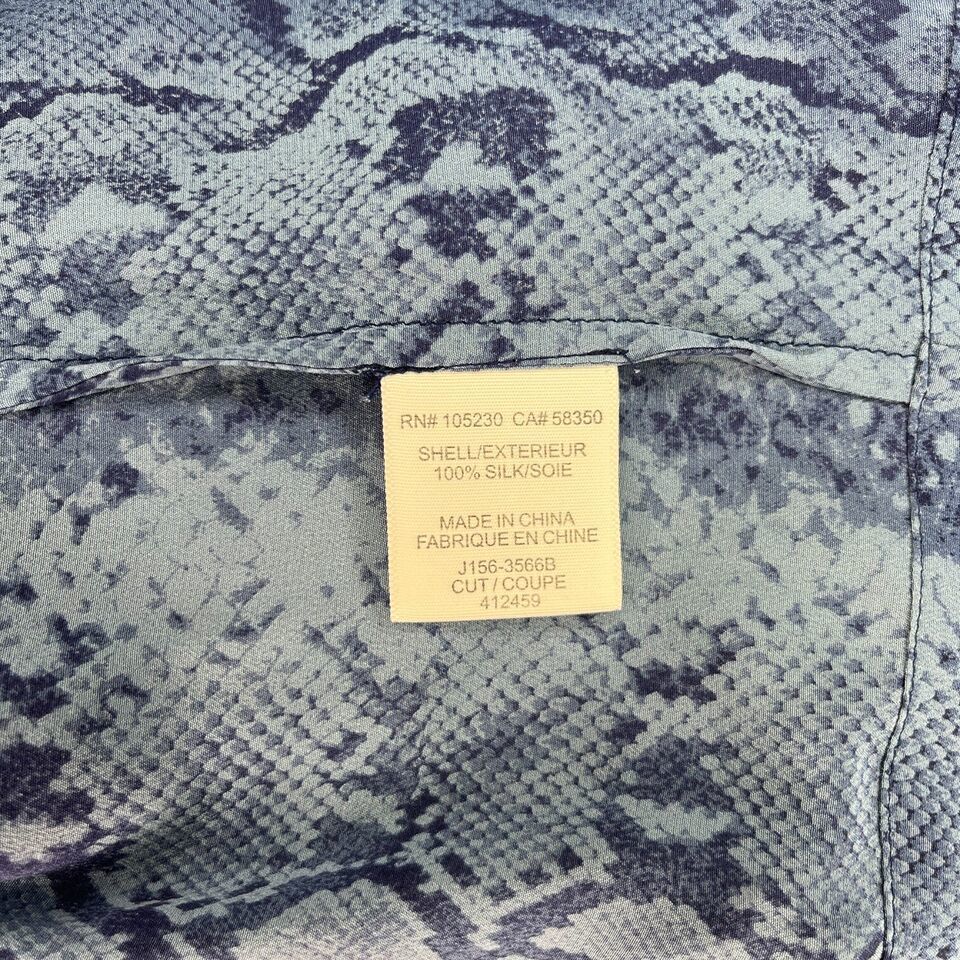 RN# 105230 CA# 58350
SHELL/EXTERIEUR
100% SILK/SOIE
MADE IN CHINA
FABRIQUE EN CHINE
J156-3566B
CUT / COUPE
412459